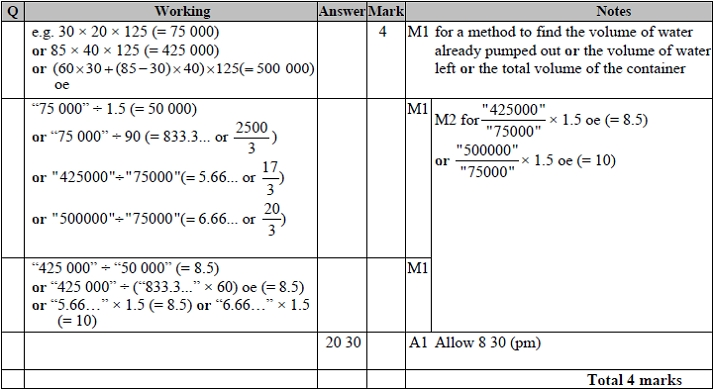 Q Working Answer Mark Notes
e.g. 30 × 20 × 125 (= 75 000)
or 85 × 40 × 125 (= 425 000)
or (60×30+(85−30)×40)×125(= 500 000)
oe
4
M1 for a method to find the volume of water
already pumped out or the volume of water
left or the total volume of the container
"75 000" ÷ 1.5 (= 50 000)
or "75 000" ÷ 90 (= 833.3... or 2500/3)
or "425000"÷"75000"(= 5.66... or 17/3)
or "500000"÷"75000"(= 6.66... or 20/3)
M1
M2 for "425000"/"75000" × 1.5 oe (= 8.5)
or "500000"/"75000" × 1.5 oe (= 10)
"425 000" ÷ "50 000" (= 8.5)
or "425 000" ÷ ("833.3..." × 60) oe (= 8.5)
or "5.66…" × 1.5 (= 8.5) or "6.66…" × 1.5
(= 10)
M1
20 30
A1 Allow 8 30 (pm)
Total 4 marks